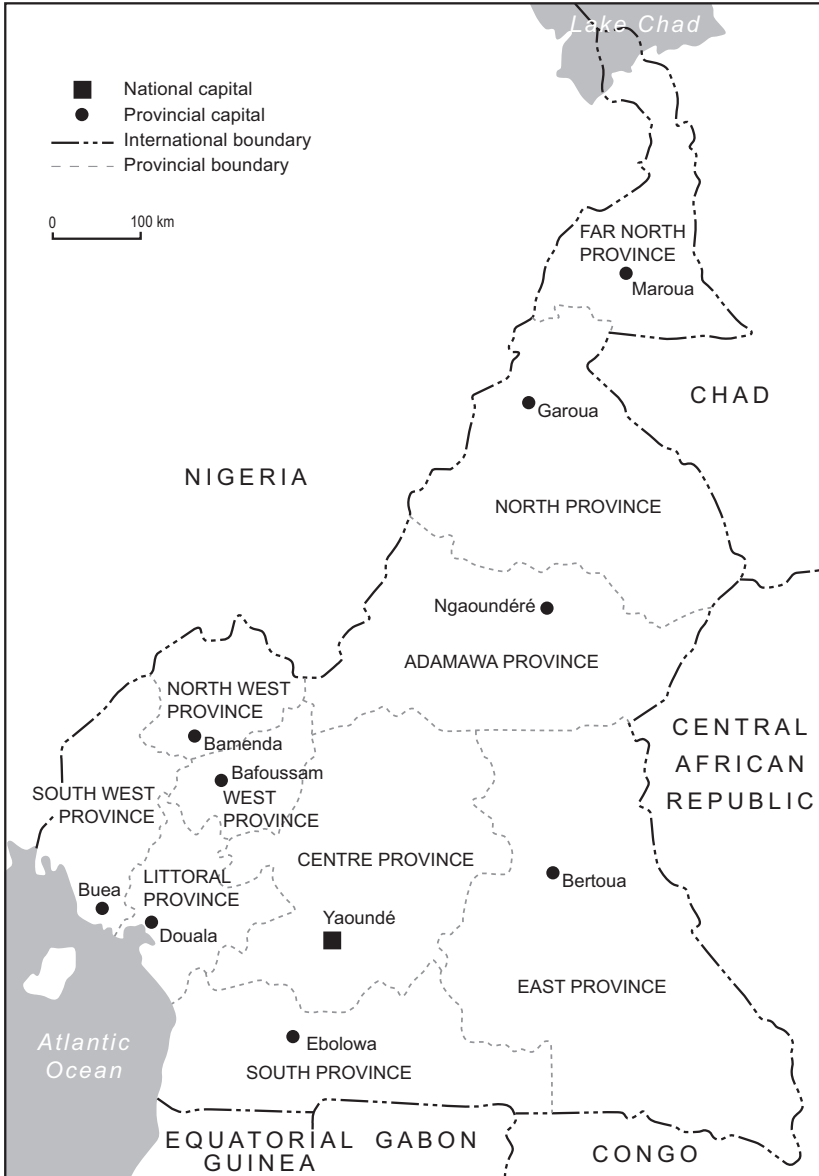 Lake Chad
National capital
Provincial capital
International boundary
Provincial boundary
0 100 km
FAR NORTH
PROVINCE
Maroua
CHAD
Garoua
NIGERIA
NORTH PROVINCE
Ngaoundéré
ADAMAWA PROVINCE
NORTH WEST
PROVINCE
Bamenda
CENTRAL
AFRICAN
REPUBLIC
Bafoussam
WEST
PROVINCE
SOUTH WEST
PROVINCE
CENTRE PROVINCE
LITTORAL
PROVINCE
Buea
Bertoua
Douala
Yaoundé
EAST PROVINCE
Atlantic
Ocean
Ebolowa
SOUTH PROVINCE
EQUATORIAL
GUINEA
GABON
CONGO